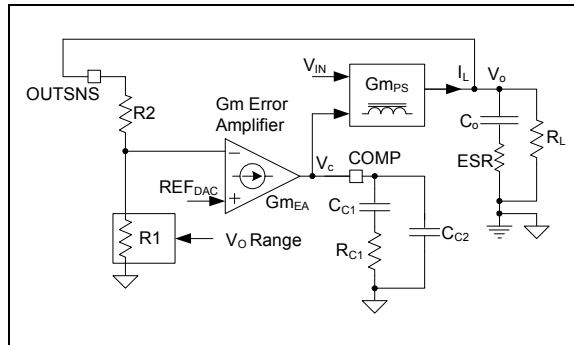 V_IN
Gm_PS
I_L
V_o
OUTSNS
R2
Gm Error
Amplifier
C_o
R_L
ESR
V_c
COMP
REF_DAC
Gm_EA
C_C1
C_C2
R_C1
R1
V_O Range
−
+